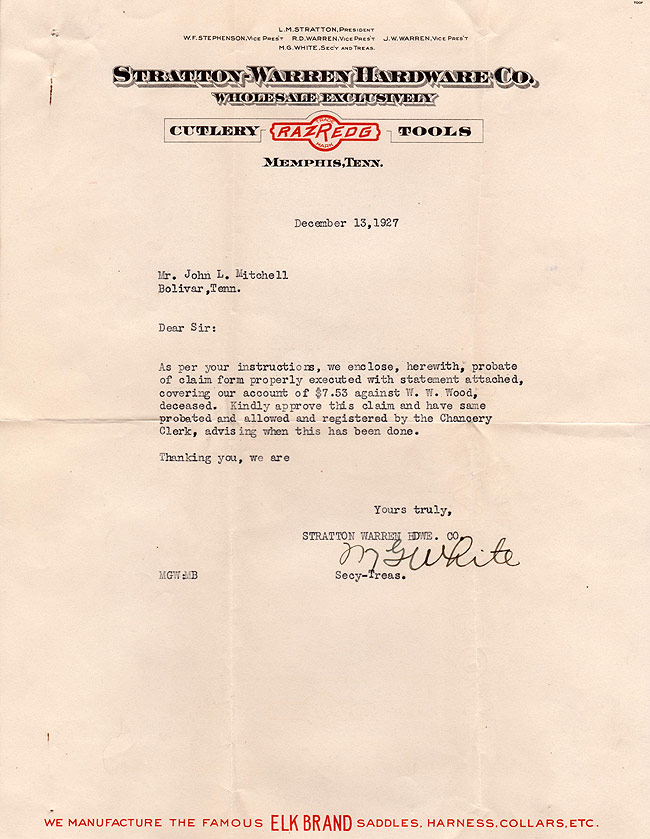 TOOF
L.M. STRATTON, PRESIDENT
W.F. STEPHENSON, VICE PRES'T R.D. WARREN, VICE PRES'T J.W. WARREN, VICE PRES'T
M.G. WHITE, SEC'Y AND TREAS.
STRATTON-WARREN HARDWARE CO.
WHOLESALE EXCLUSIVELY
CUTLERY TRADE RAZREDG MARK TOOLS
MEMPHIS, TENN.
December 13,1927
Mr. John L. Mitchell
Bolivar,Tenn.
Dear Sir:
As per your instructions, we enclose, herewith, probate
of claim form properly executed with statement attached,
covering our account of $7.53 against W. W. Wood,
deceased. Kindly approve this claim and have same
probated and allowed and registered by the Chancery
Clerk, advising when this has been done.
Thanking you, we are
Yours truly,
STRATTON WARREN HDWE. CO.
M G White
MGW:MB Secy-Treas.
WE MANUFACTURE THE FAMOUS ELK BRAND SADDLES, HARNESS, COLLARS, ETC.